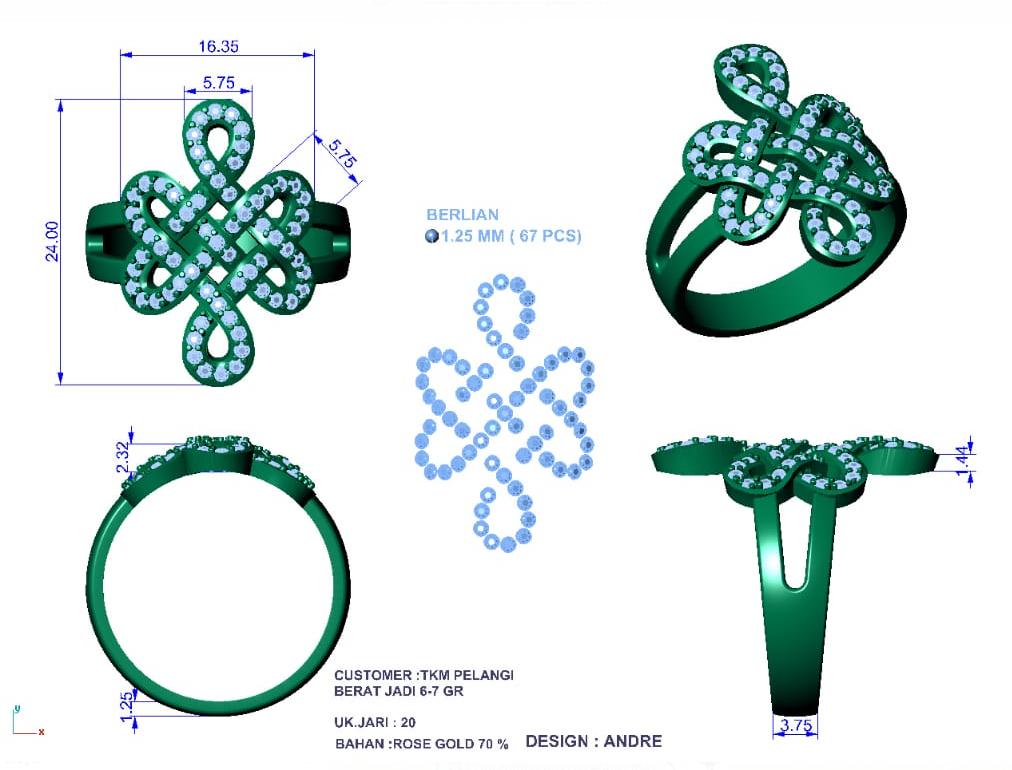 16.35
5.75
5.75
24.00
BERLIAN
1.25 MM ( 67 PCS)
2.32
1.44
1.25
3.75
CUSTOMER :TKM PELANGI
BERAT JADI 6-7 GR
UK.JARI : 20
BAHAN :ROSE GOLD 70 %
DESIGN : ANDRE
y
x